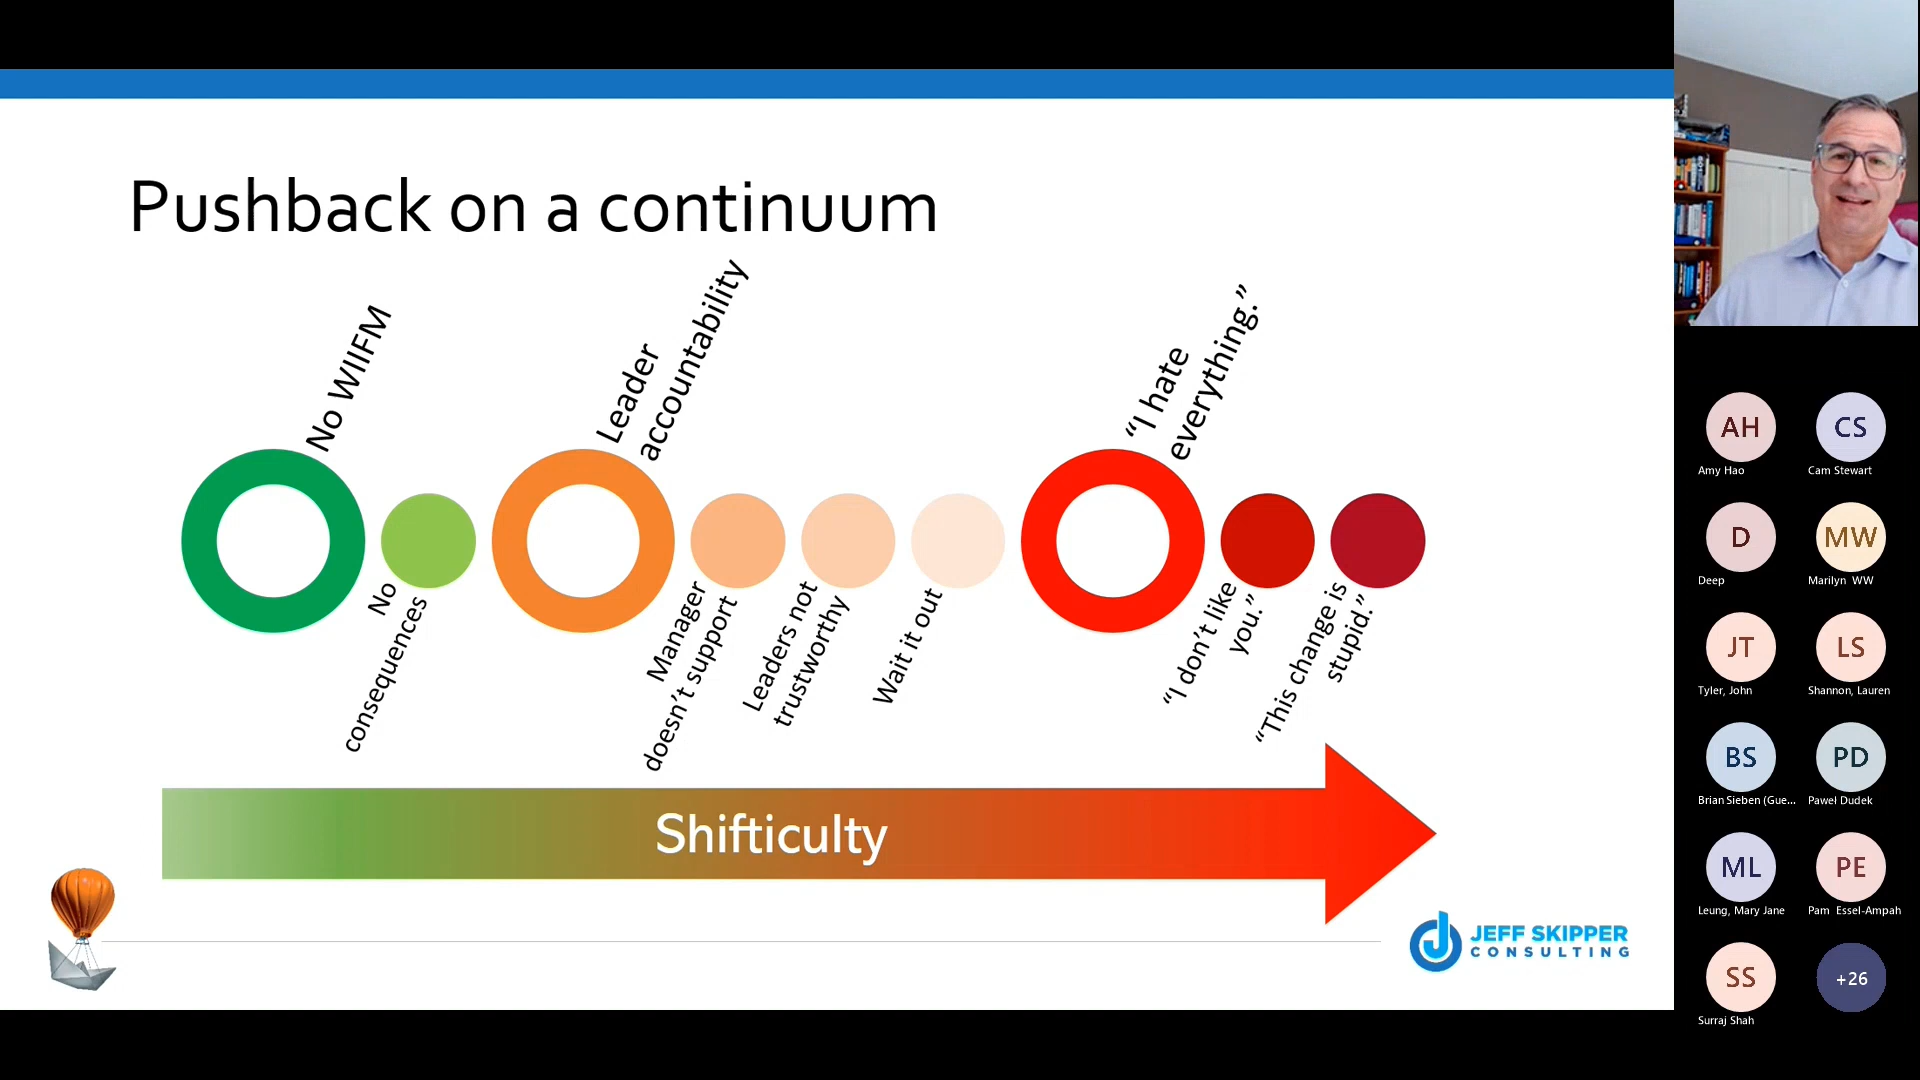 Pushback on a continuum
No WIIFM
No
consequences
Leader
accountability
Manager
doesn't support
Leaders not
trustworthy
Wait it out
“I hate
everything.”
“I don't like
you.”
“This change is
stupid.”
Shifticulty
JEFF SKIPPER
CONSULTING
AH
Amy Hao
CS
Cam Stewart
D
Deep
MW
Marilyn WW
JT
Tyler, John
LS
Shannon, Lauren
BS
Brian Sieben (Gue...
PD
Paweł Dudek
ML
Leung, Mary Jane
PE
Pam Essel-Ampah
SS
Surraj Shah
+26